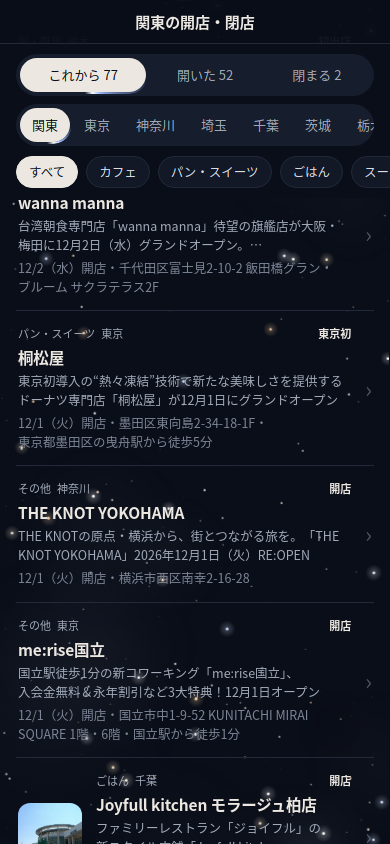 関東の開店・閉店
これから 77
開いた 52
閉まる 2
関東
東京
神奈川
埼玉
千葉
茨城
すべて
カフェ
パン・スイーツ
ごはん
スー
wanna manna
台湾朝食専門店「wanna manna」待望の旗艦店が大阪・
梅田に12月2日（水）グランドオープン。…
12/2（水）開店・千代田区富士見2-10-2 飯田橋グラン・
ブルーム サクラテラス2F
パン・スイーツ 東京
東京初
桐松屋
東京初導入の“熱々凍結”技術で新たな美味しさを提供する
ドーナツ専門店「桐松屋」が12月1日にグランドオープン
12/1（火）開店・墨田区東向島2-34-18-1F・
東京都墨田区の曳舟駅から徒歩5分
その他 神奈川
開店
THE KNOT YOKOHAMA
THE KNOTの原点・横浜から、街とつながる旅を。「THE
KNOT YOKOHAMA」2026年12月1日（火）RE:OPEN
12/1（火）開店・横浜市西区南幸2-16-28
その他 東京
開店
me:rise国立
国立駅徒歩1分の新コワーキング「me:rise国立」、
入会金無料＆永年割引など3大特典！12月1日オープン
12/1（火）開店・国立市中1-9-52 KUNITACHI MIRAI
SQUARE 1階・6階・国立駅から徒歩1分
ごはん 千葉
開店
Joyfull kitchen モラージュ柏店
ファミリーレストラン「ジョイフル」の